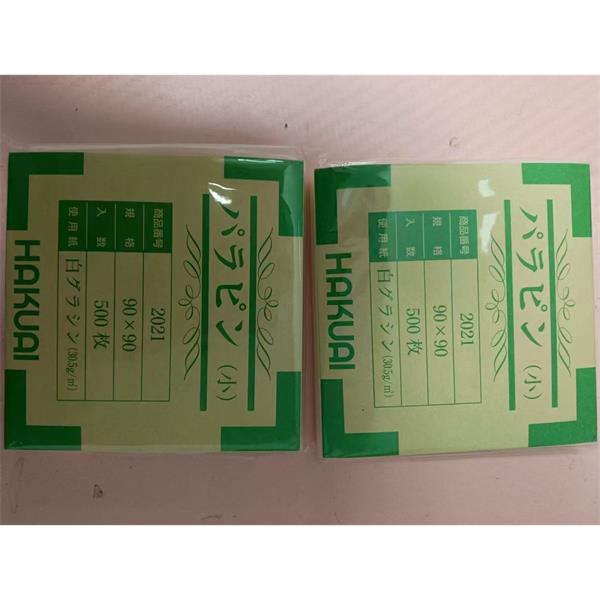 パラピン(小)
商品番号 2021
規格 90×90
入数 500枚
使用紙 白グラシン(30.5g/㎡)
HAKUAI
パラピン(小)
商品番号 2021
規格 90×90
入数 500枚
使用紙 白グラシン(30.5g/㎡)
HAKUAI